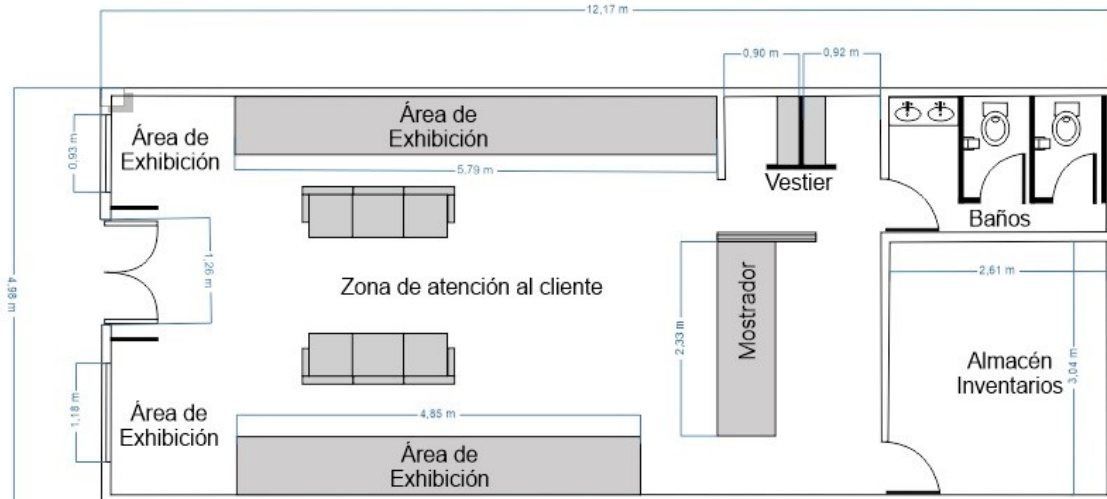 12,17 m
0,90 m
0,92 m
Área de
Exhibición
Área de
Exhibición
0,93 m
5,79 m
Vestier
Baños
1,26 m
4,98 m
Zona de atención al cliente
Mostrador
2,33 m
2,61 m
Almacén
Inventarios
3,04 m
1,18 m
Área de
Exhibición
4,85 m
Área de
Exhibición